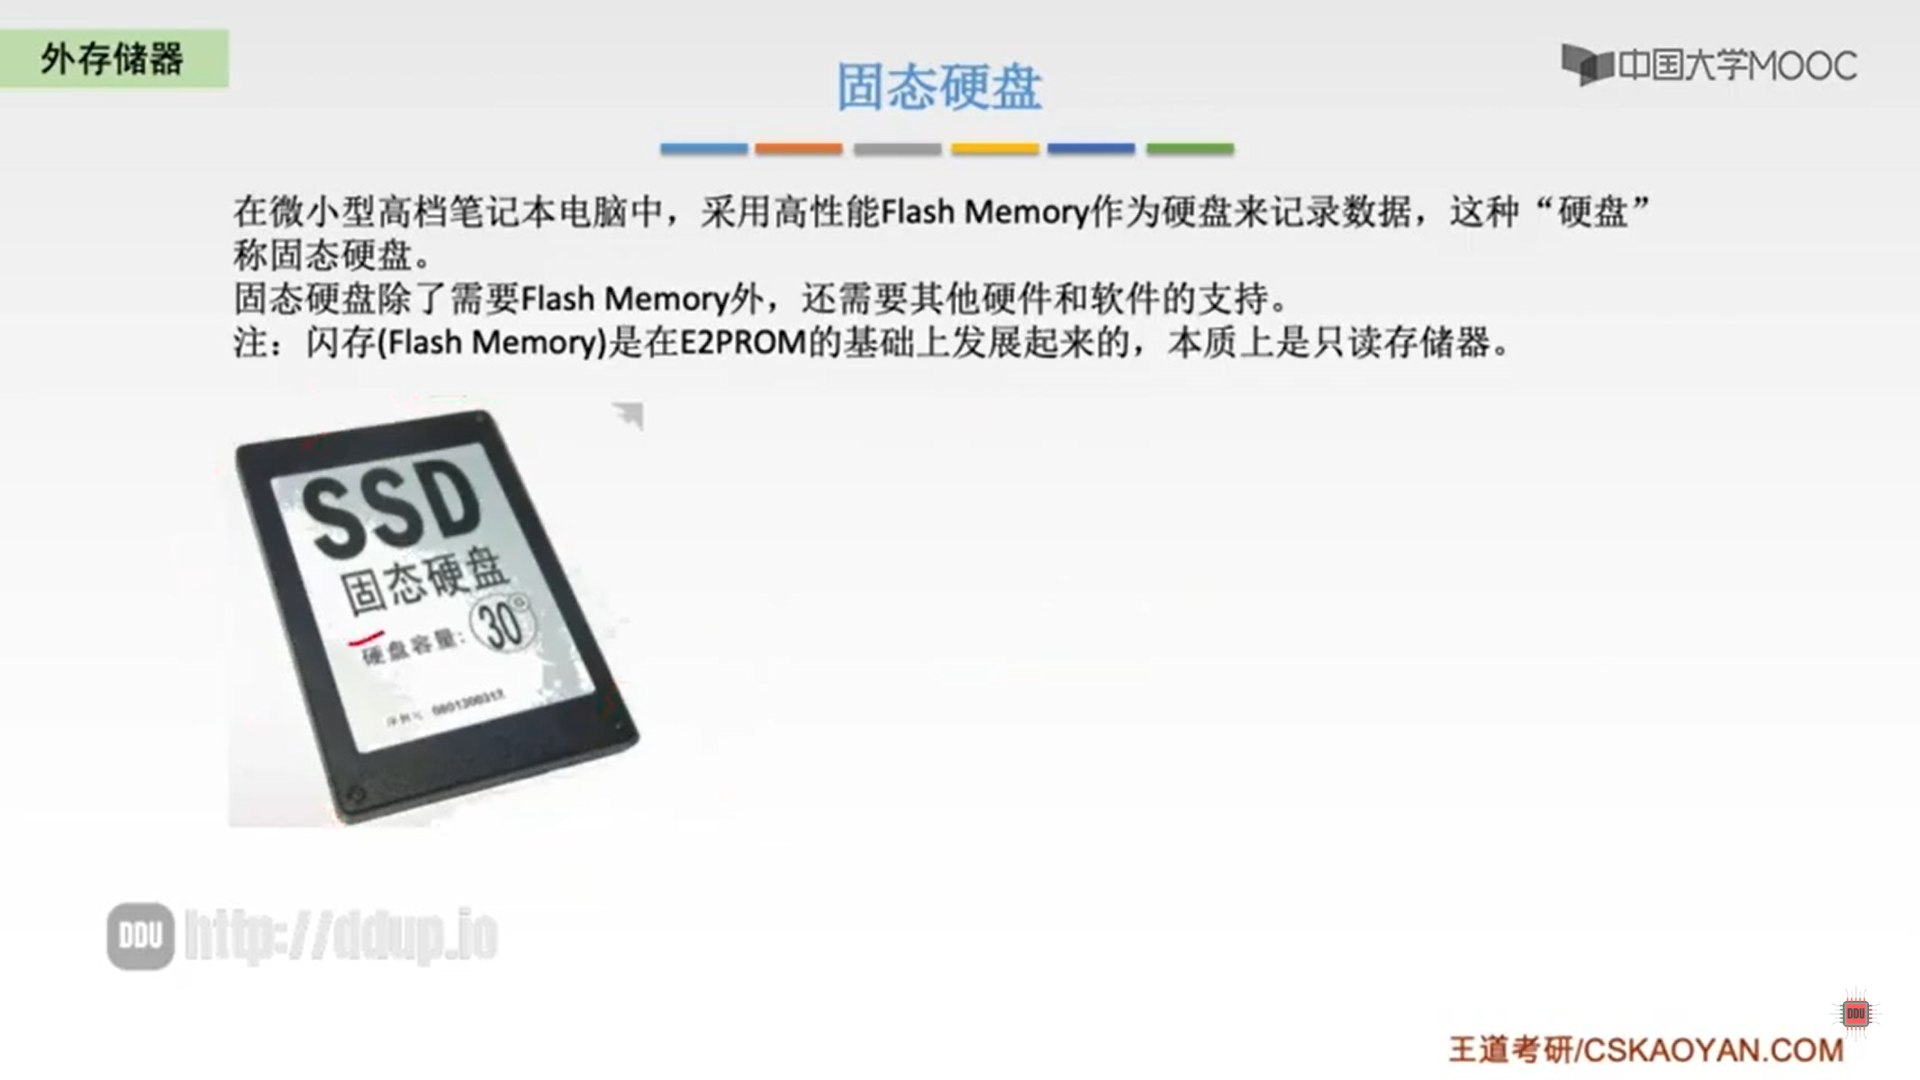 外存储器
固态硬盘
中国大学MOOC
在微小型高档笔记本电脑中，采用高性能Flash Memory作为硬盘来记录数据，这种“硬盘”
称固态硬盘。
固态硬盘除了需要Flash Memory外，还需要其他硬件和软件的支持。
注：闪存(Flash Memory)是在E2PROM的基础上发展起来的，本质上是只读存储器。
SSD
固态硬盘
硬盘容量: 30
DDU http://ddup.io
DDU
王道考研/CSKAOYAN.COM